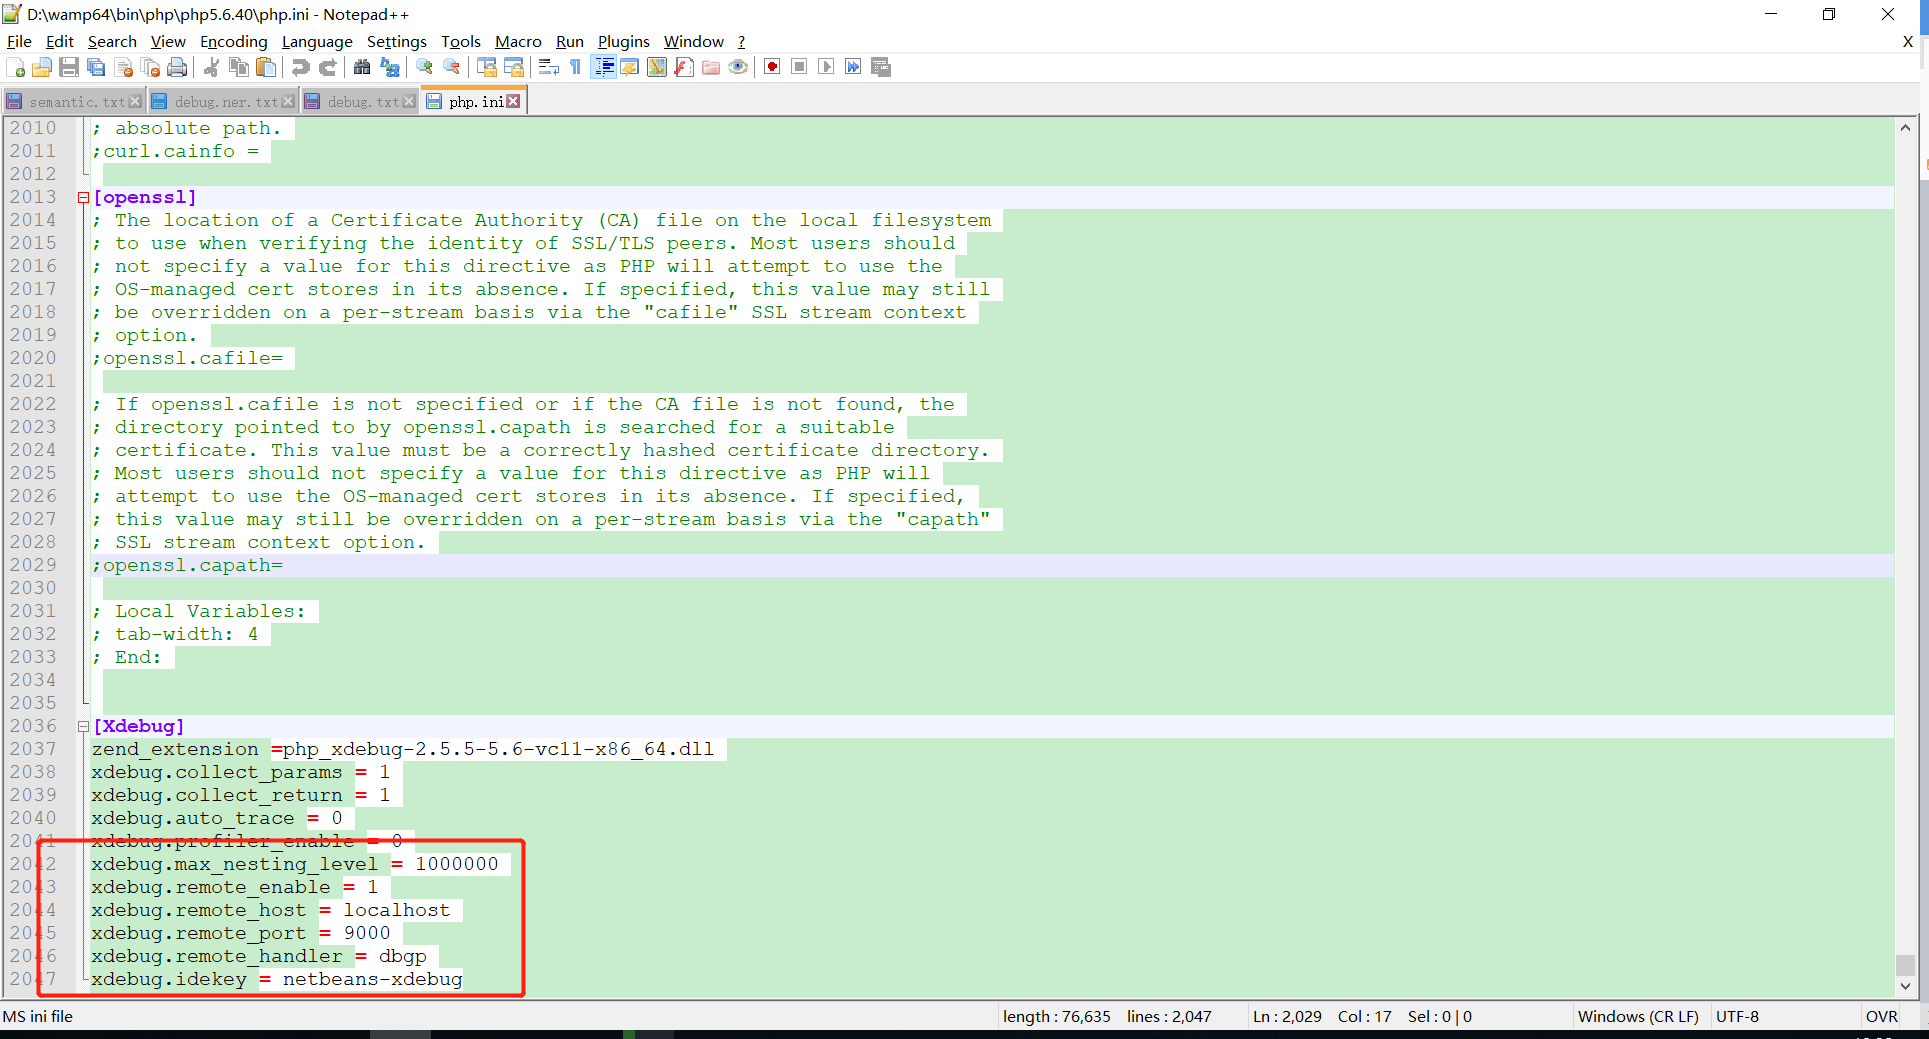 D:\wamp64\bin\php\php5.6.40\php.ini - Notepad++
File Edit Search View Encoding Language Settings Tools Macro Run Plugins Window ?
X
semantic.txt debug.ner.txt debug.txt php.ini
2010 ; absolute path.
2011 ;curl.cainfo =
2012
2013 [openssl]
2014 ; The location of a Certificate Authority (CA) file on the local filesystem
2015 ; to use when verifying the identity of SSL/TLS peers. Most users should
2016 ; not specify a value for this directive as PHP will attempt to use the
2017 ; OS-managed cert stores in its absence. If specified, this value may still
2018 ; be overridden on a per-stream basis via the "cafile" SSL stream context
2019 ; option.
2020 ;openssl.cafile=
2021
2022 ; If openssl.cafile is not specified or if the CA file is not found, the
2023 ; directory pointed to by openssl.capath is searched for a suitable
2024 ; certificate. This value must be a correctly hashed certificate directory.
2025 ; Most users should not specify a value for this directive as PHP will
2026 ; attempt to use the OS-managed cert stores in its absence. If specified,
2027 ; this value may still be overridden on a per-stream basis via the "capath"
2028 ; SSL stream context option.
2029 ;openssl.capath=
2030
2031 ; Local Variables:
2032 ; tab-width: 4
2033 ; End:
2034
2035
2036 [Xdebug]
2037 zend_extension =php_xdebug-2.5.5-5.6-vc11-x86_64.dll
2038 xdebug.collect_params = 1
2039 xdebug.collect_return = 1
2040 xdebug.auto_trace = 0
2041 xdebug.profiler_enable = 0
2042 xdebug.max_nesting_level = 1000000
2043 xdebug.remote_enable = 1
2044 xdebug.remote_host = localhost
2045 xdebug.remote_port = 9000
2046 xdebug.remote_handler = dbgp
2047 xdebug.idekey = netbeans-xdebug
MS ini file length : 76,635 lines : 2,047 Ln : 2,029 Col : 17 Sel : 0 | 0 Windows (CR LF) UTF-8 OVR